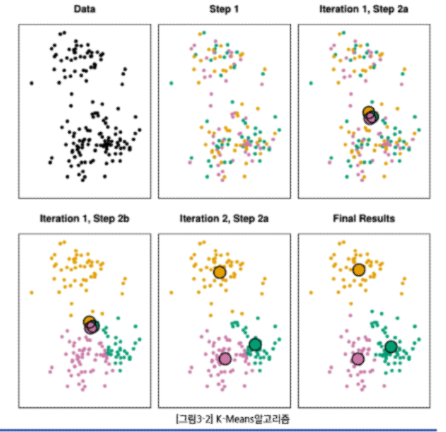 Data
Step 1
Iteration 1, Step 2a
Iteration 1, Step 2b
Iteration 2, Step 2a
Final Results
[그림3-2] K-Means알고리즘